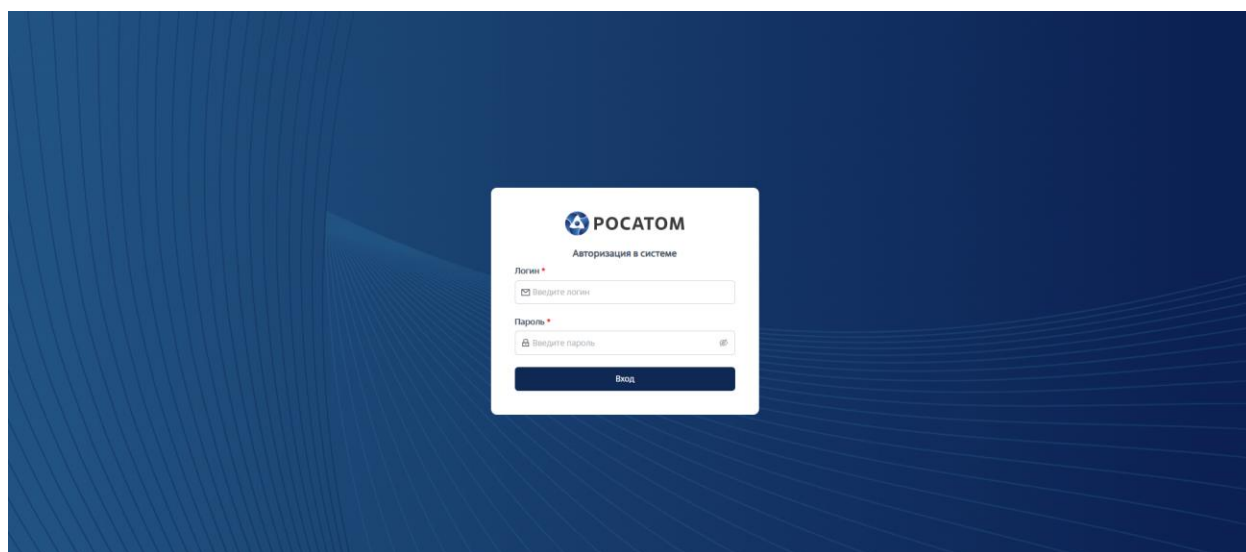 РОСАТОМ
Авторизация в системе
Логин *
Введите логин
Пароль *
Введите пароль
Вход